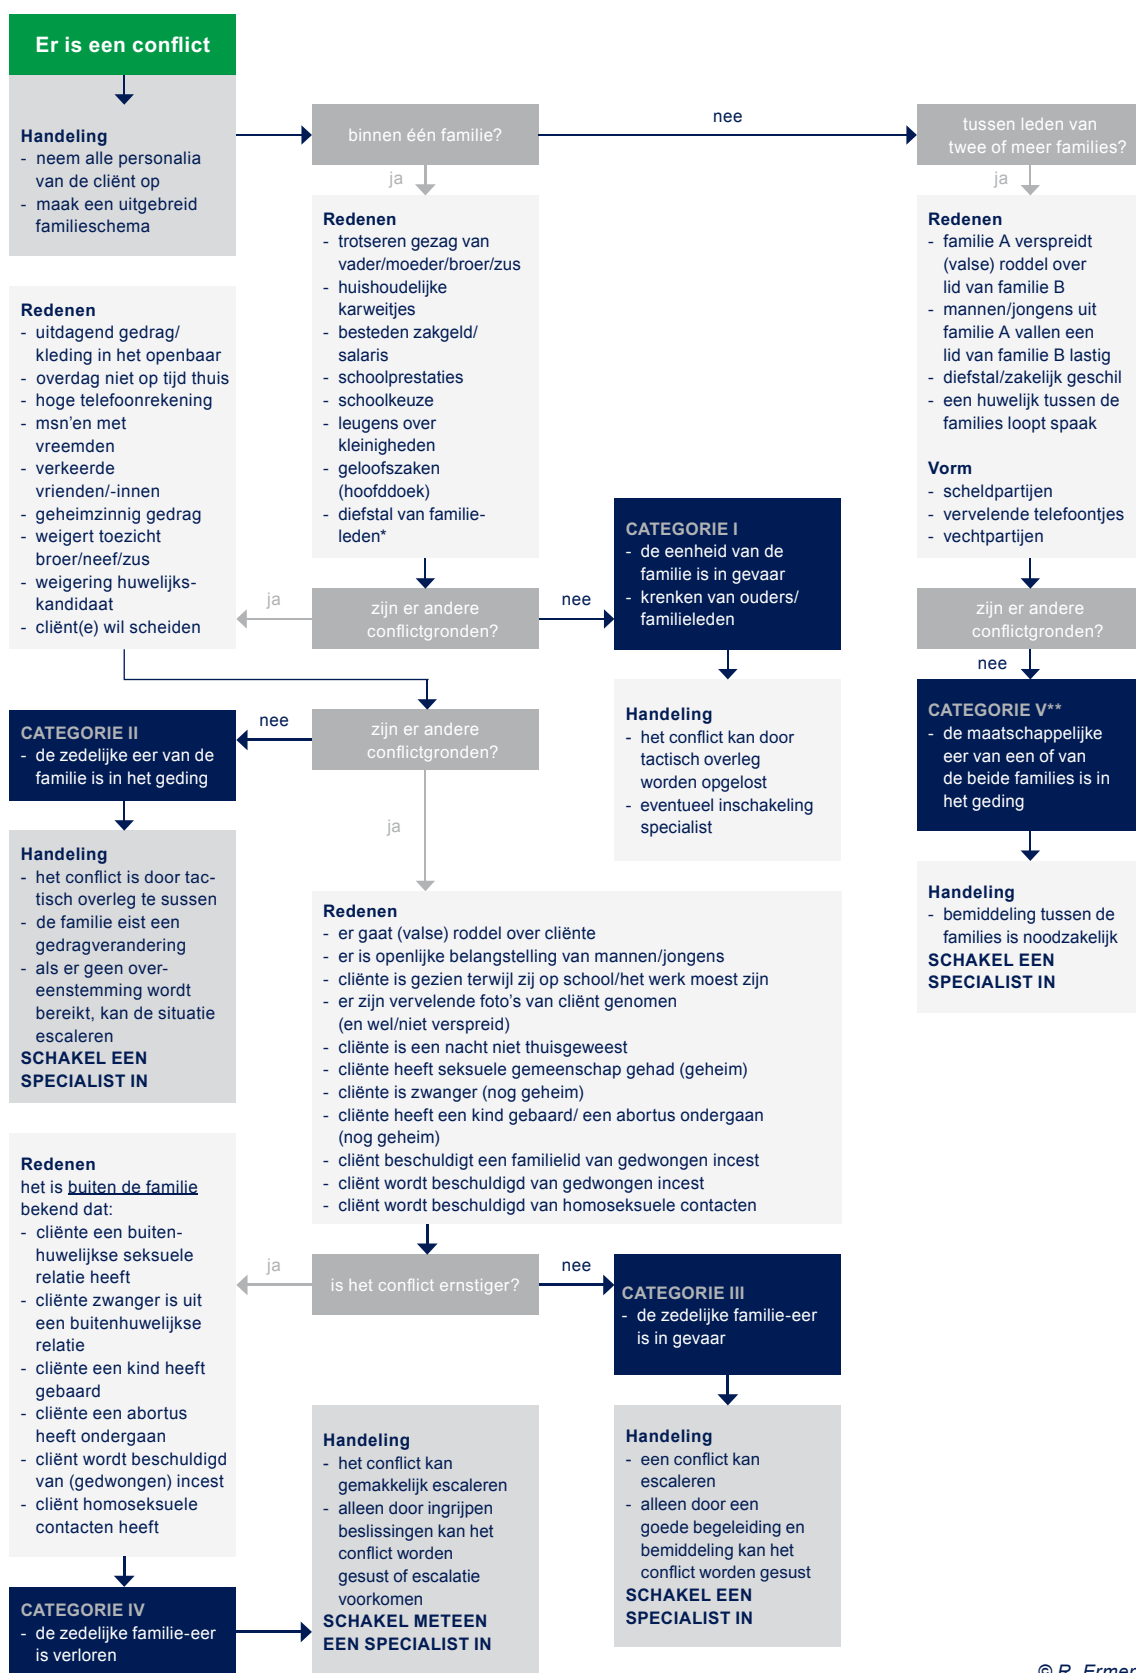 Er is een conflict
Handeling
- neem alle personalia
van de cliënt op
- maak een uitgebreid
familieschema
binnen één familie?
nee
tussen leden van
twee of meer families?
ja
ja
Redenen
- trotseren gezag van
vader/moeder/broer/zus
- huishoudelijke
karweitjes
- besteden zakgeld/
salaris
- schoolprestaties
- schoolkeuze
- leugens over
kleinigheden
- geloofszaken
(hoofddoek)
- diefstal van familie-
leden*
Redenen
- familie A verspreidt
(valse) roddel over
lid van familie B
- mannen/jongens uit
familie A vallen een
lid van familie B lastig
- diefstal/zakelijk geschil
- een huwelijk tussen de
families loopt spaak
Vorm
- scheldpartijen
- vervelende telefoontjes
- vechtpartijen
Redenen
- uitdagend gedrag/
kleding in het openbaar
- overdag niet op tijd thuis
- hoge telefoonrekening
- msn'en met
vreemden
- verkeerde
vrienden/-innen
- geheimzinnig gedrag
- weigert toezicht
broer/neef/zus
- weigering huwelijks-
kandidaat
- cliënt(e) wil scheiden
ja
zijn er andere
conflictgronden?
nee
CATEGORIE I
- de eenheid van de
familie is in gevaar
- krenken van ouders/
familieleden
zijn er andere
conflictgronden?
nee
Handeling
- het conflict kan door
tactisch overleg
worden opgelost
- eventueel inschakeling
specialist
CATEGORIE V**
- de maatschappelijke
eer van een of van
de beide families is in
het geding
Handeling
- bemiddeling tussen de
families is noodzakelijk
SCHAKEL EEN
SPECIALIST IN
CATEGORIE II
- de zedelijke eer van de
familie is in het geding
nee
zijn er andere
conflictgronden?
ja
Handeling
- het conflict is door tac-
tisch overleg te sussen
- de familie eist een
gedragverandering
- als er geen over-
eenstemming wordt
bereikt, kan de situatie
escaleren
SCHAKEL EEN
SPECIALIST IN
Redenen
- er gaat (valse) roddel over cliënte
- er is openlijke belangstelling van mannen/jongens
- cliënte is gezien terwijl zij op school/het werk moest zijn
- er zijn vervelende foto's van cliënt genomen
(en wel/niet verspreid)
- cliënte is een nacht niet thuisgeweest
- cliënte heeft seksuele gemeenschap gehad (geheim)
- cliënte is zwanger (nog geheim)
- cliënte heeft een kind gebaard/ een abortus ondergaan
(nog geheim)
- cliënt beschuldigt een familielid van gedwongen incest
- cliënt wordt beschuldigd van gedwongen incest
- cliënt wordt beschuldigd van homoseksuele contacten
Redenen
het is buiten de familie
bekend dat:
- cliënte een buiten-
huwelijkse seksuele
relatie heeft
- cliënte zwanger is uit
een buitenhuwelijkse
relatie
- cliënte een kind heeft
gebaard
- cliënte een abortus
heeft ondergaan
- cliënt wordt beschuldigd
van (gedwongen) incest
- cliënt homoseksuele
contacten heeft
ja
is het conflict ernstiger?
nee
CATEGORIE III
- de zedelijke familie-eer
is in gevaar
Handeling
- een conflict kan
escaleren
- alleen door een
goede begeleiding en
bemiddeling kan het
conflict worden gesust
SCHAKEL EEN
SPECIALIST IN
CATEGORIE IV
- de zedelijke familie-eer
is verloren
Handeling
- het conflict kan
gemakkelijk escaleren
- alleen door ingrijpen
beslissingen kan het
conflict worden
gesust of escalatie
voorkomen
SCHAKEL METEEN
EEN SPECIALIST IN
© R. Ermer